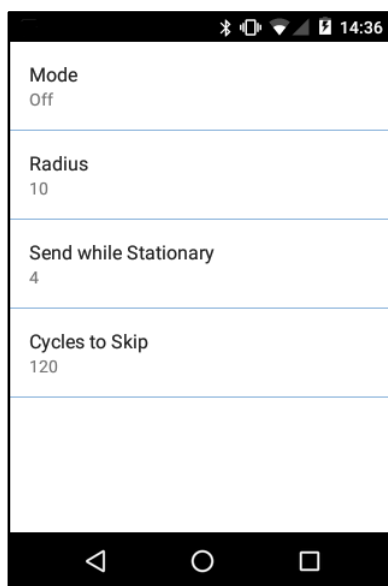 14:36
Mode
Off
Radius
10
Send while Stationary
4
Cycles to Skip
120